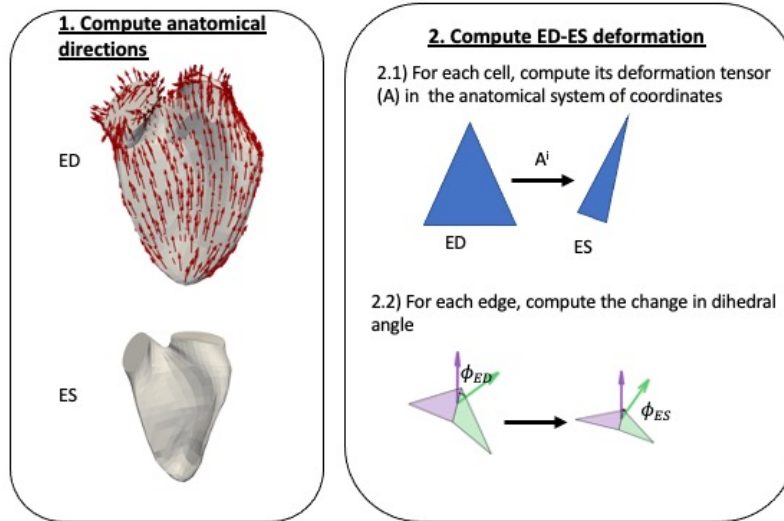 1. Compute anatomical
directions
ED
ES
2. Compute ED-ES deformation
2.1) For each cell, compute its deformation tensor
(A) in the anatomical system of coordinates
Aⁱ
ED
ES
2.2) For each edge, compute the change in dihedral
angle
ϕ_ED
ϕ_ES